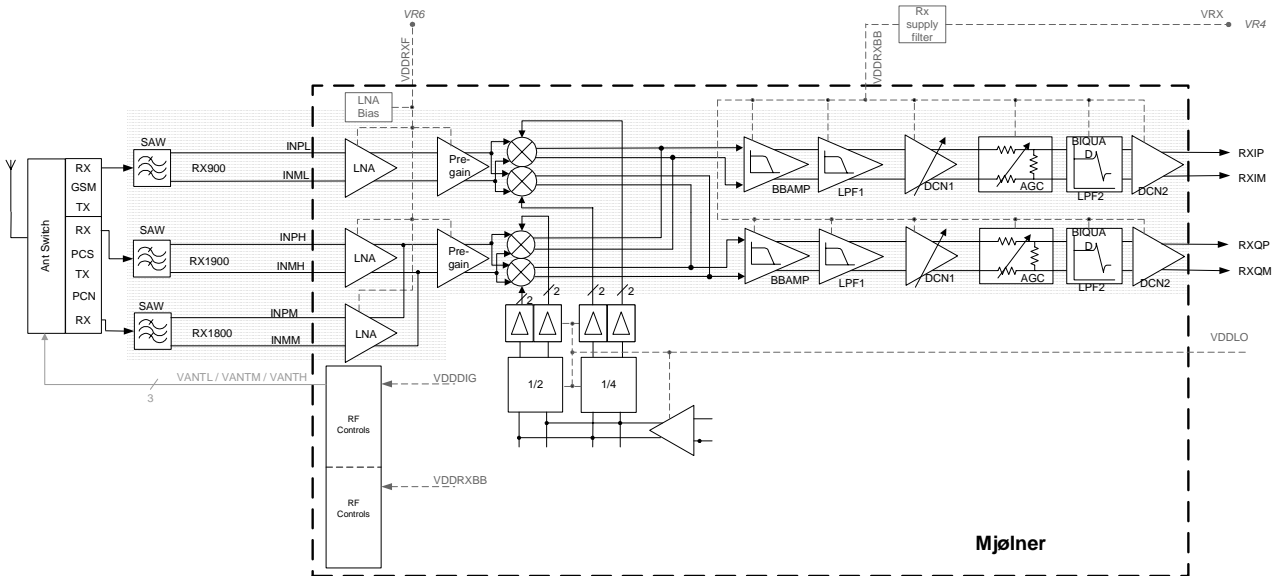 VR6
Rx
supply
filter
VRX
VR4
VDDRXF
VDDRXBB
LNA
Bias
SAW
RX900
INPL
INML
LNA
Pre-
gain
BBAMP
LPF1
DCN1
AGC
BIQUA
D
LPF2
DCN2
RXIP
RXIM
Ant Switch
RX
GSM
TX
RX
PCS
TX
PCN
RX
SAW
RX1900
INPH
INMH
LNA
Pre-
gain
BBAMP
LPF1
DCN1
AGC
BIQUA
D
LPF2
DCN2
RXQP
RXQM
SAW
RX1800
INPM
INMM
LNA
2
2
2
2
VDDLO
1/2
1/4
VANTL / VANTM / VANTH
3
VDDDIG
RF
Controls
VDDRXBB
RF
Controls
Mjølner